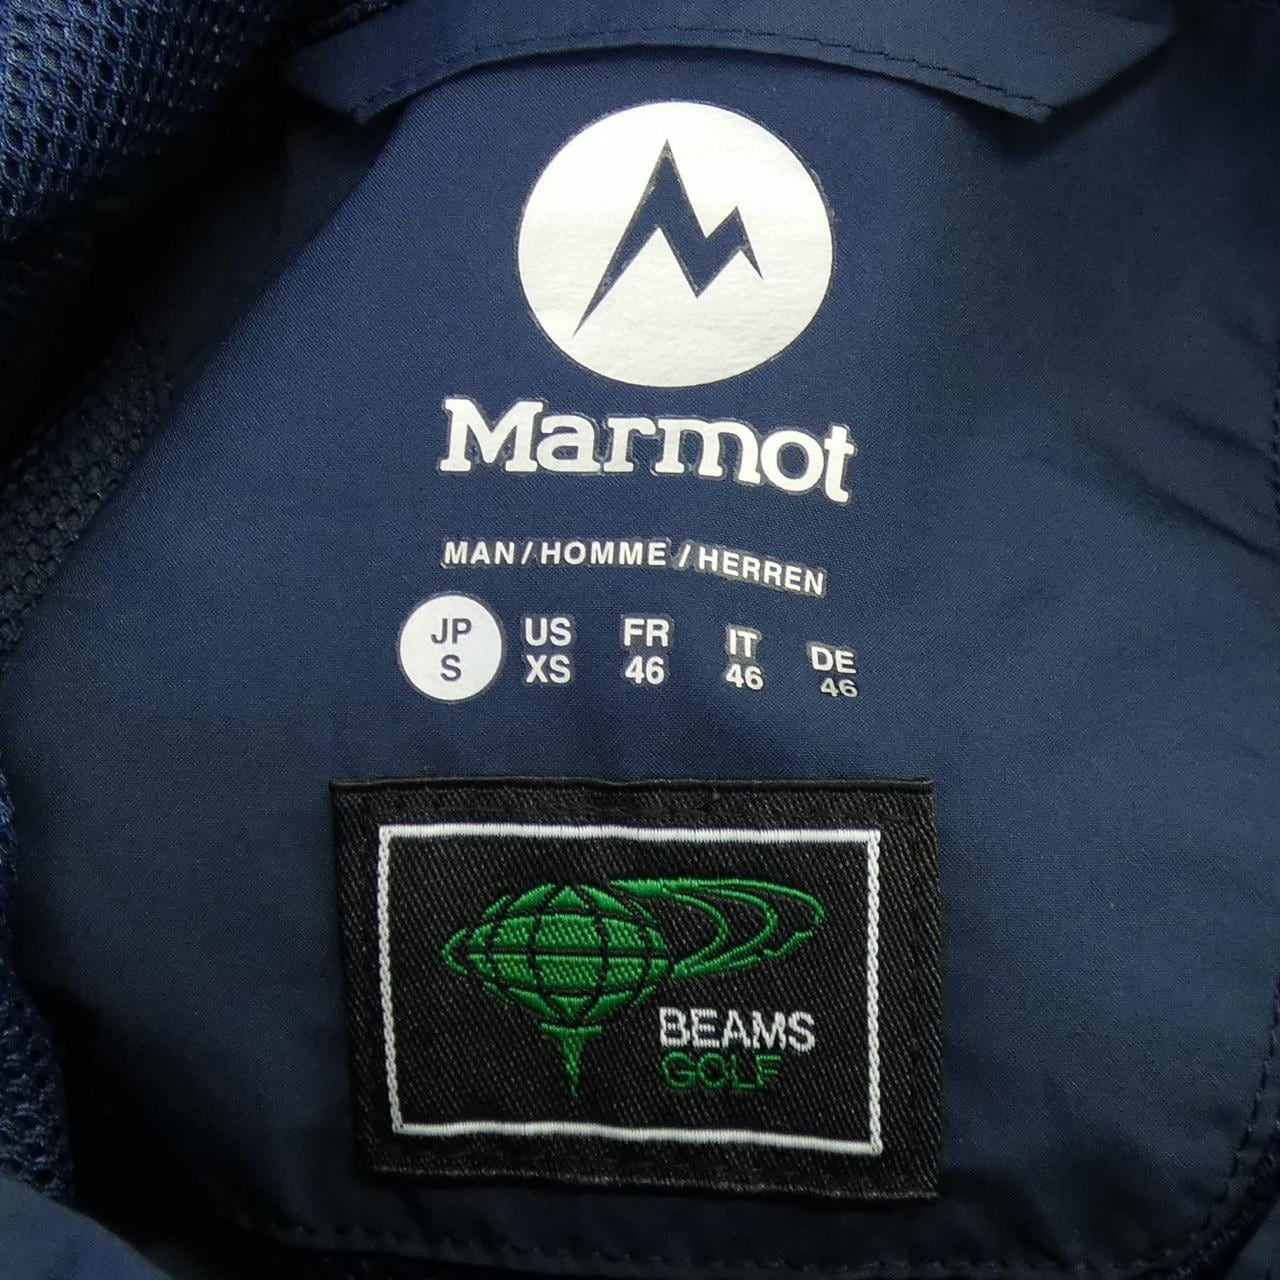 Marmot
MAN/HOMME/HERREN
JP US FR IT DE
S XS 46 46 46
BEAMS
GOLF